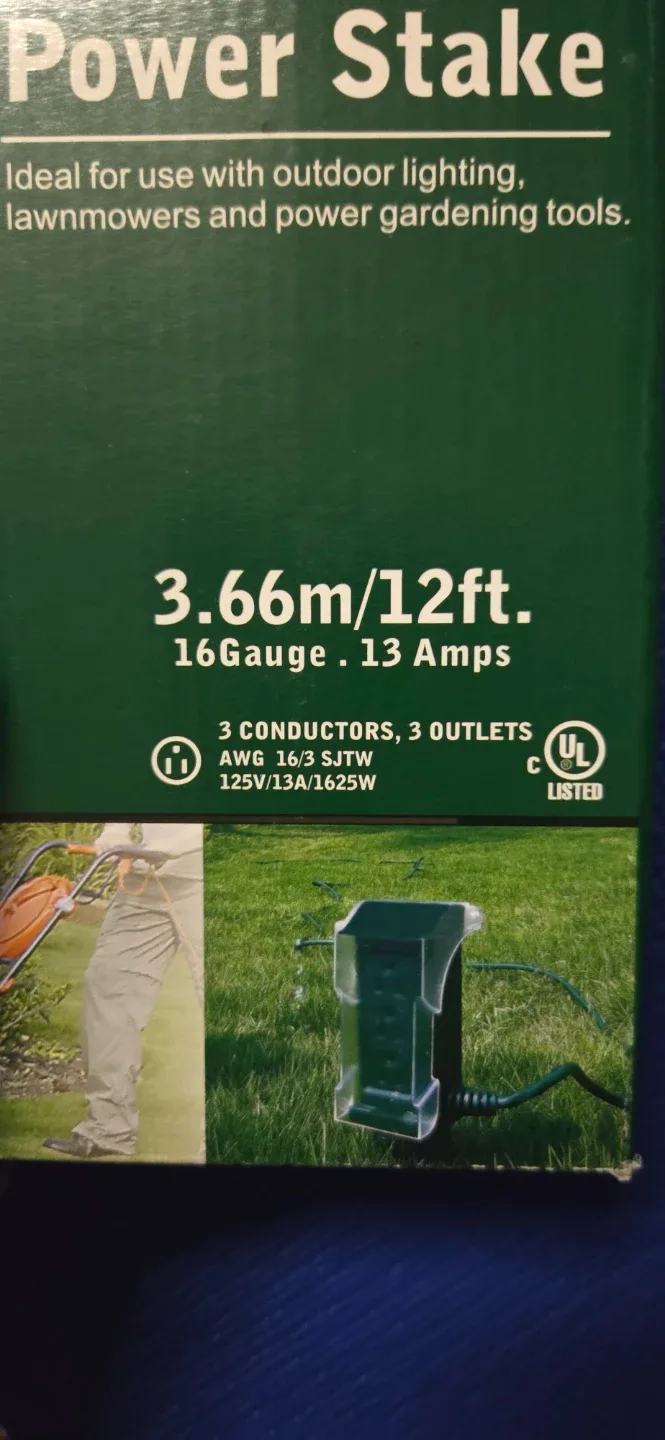 Power Stake
Ideal for use with outdoor lighting,
lawnmowers and power gardening tools.
3.66m/12ft.
16Gauge . 13 Amps
3 CONDUCTORS, 3 OUTLETS
AWG 16/3 SJTW
125V/13A/1625W
C UL ®
LISTED